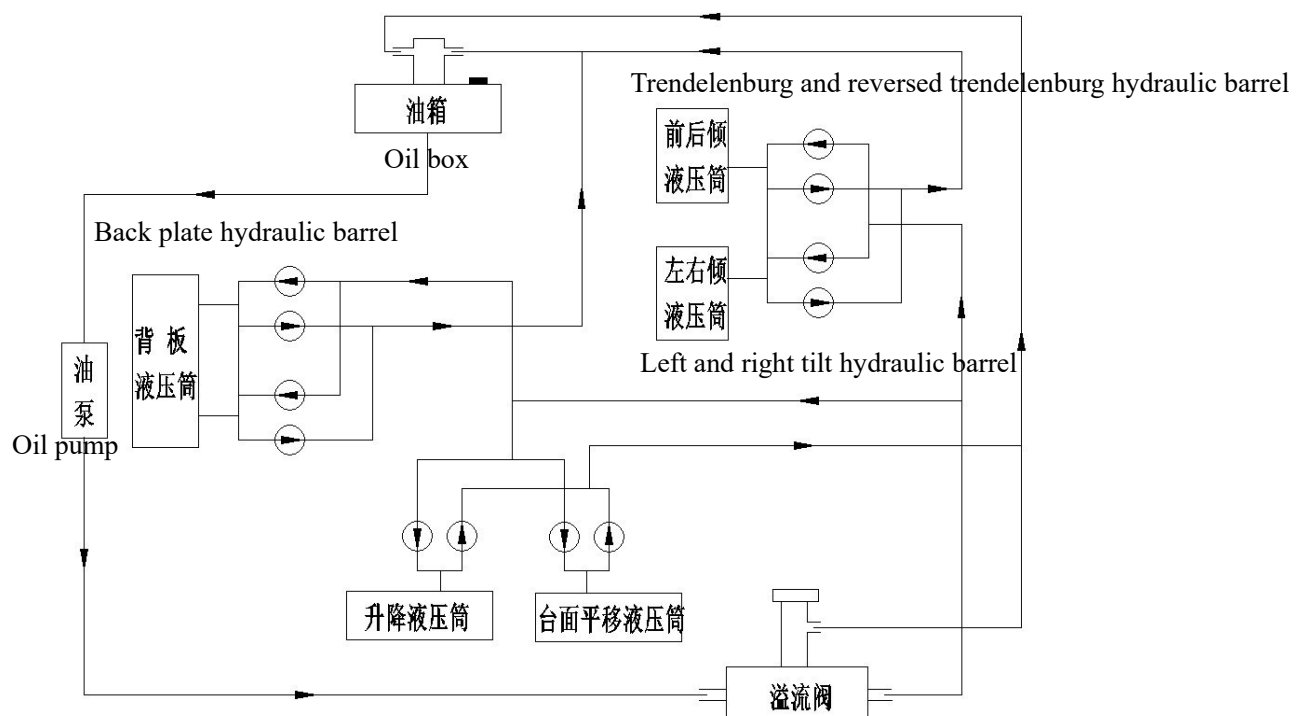 Trendelenburg and reversed trendelenburg hydraulic barrel
油箱
前后倾
液压筒
Oil box
Back plate hydraulic barrel
左右倾
液压筒
背 板
液压筒
Left and right tilt hydraulic barrel
油
泵
Oil pump
升降液压筒
台面平移液压筒
溢流阀